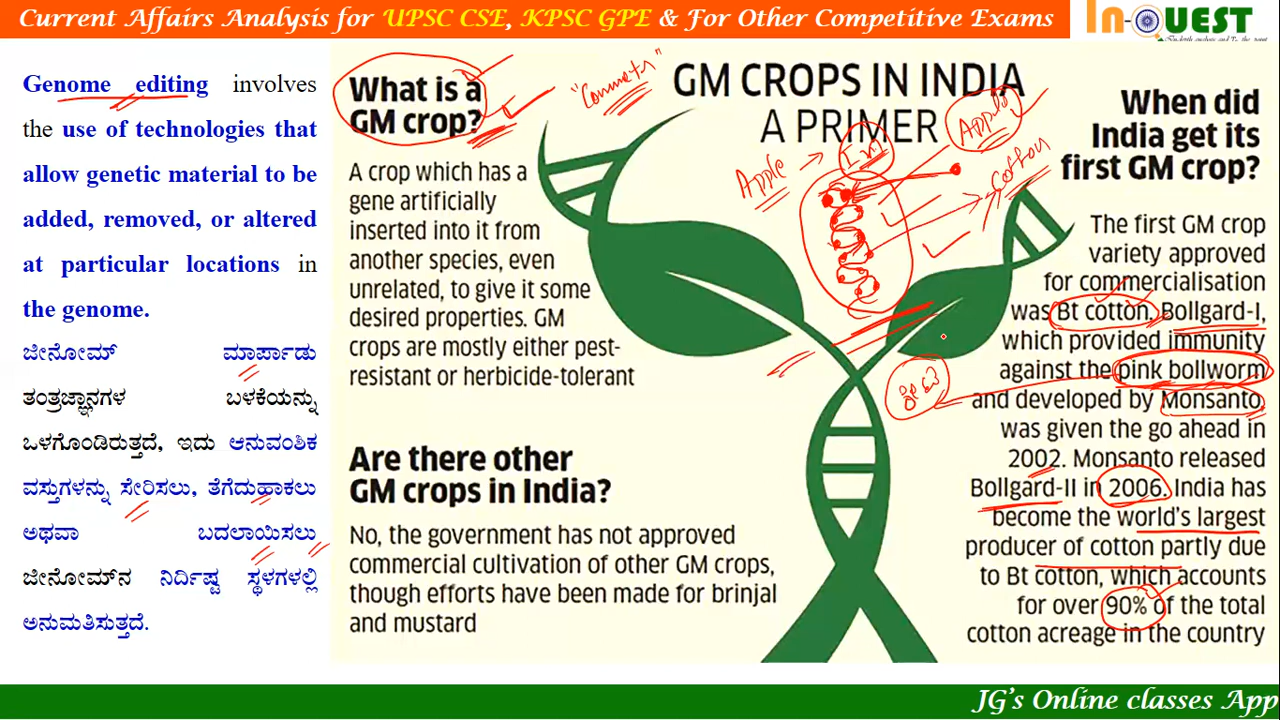 Current Affairs Analysis for UPSC CSE, KPSC GPE & For Other Competitive Exams
In-QUEST
In-depth analysis and To the point
Genome editing involves
the use of technologies that
allow genetic material to be
added, removed, or altered
at particular locations in
the genome.
ಜೀನೋಮ್ ಮಾರ್ಪಾಡು
ತಂತ್ರಜ್ಞಾನಗಳ ಬಳಕೆಯನ್ನು
ಒಳಗೊಂಡಿರುತ್ತದೆ, ಇದು ಆನುವಂಶಿಕ
ವಸ್ತುಗಳನ್ನು ಸೇರಿಸಲು, ತೆಗೆದುಹಾಕಲು
ಅಥವಾ ಬದಲಾಯಿಸಲು
ಜೀನೋಮ್‌ನ ನಿರ್ದಿಷ್ಟ ಸ್ಥಳಗಳಲ್ಲಿ
ಅನುಮತಿಸುತ್ತದೆ.
What is a
GM crop?
A crop which has a
gene artificially
inserted into it from
another species, even
unrelated, to give it some
desired properties. GM
crops are mostly either pest-
resistant or herbicide-tolerant
Are there other
GM crops in India?
No, the government has not approved
commercial cultivation of other GM crops,
though efforts have been made for brinjal
and mustard
GM CROPS IN INDIA
A PRIMER
Apple
Apple
Cotton
When did
India get its
first GM crop?
The first GM crop
variety approved
for commercialisation
was Bt cotton, Bollgard-I,
which provided immunity
against the pink bollworm
and developed by Monsanto,
was given the go ahead in
2002. Monsanto released
Bollgard-II in 2006. India has
become the world's largest
producer of cotton partly due
to Bt cotton, which accounts
for over 90% of the total
cotton acreage in the country
JG's Online classes App